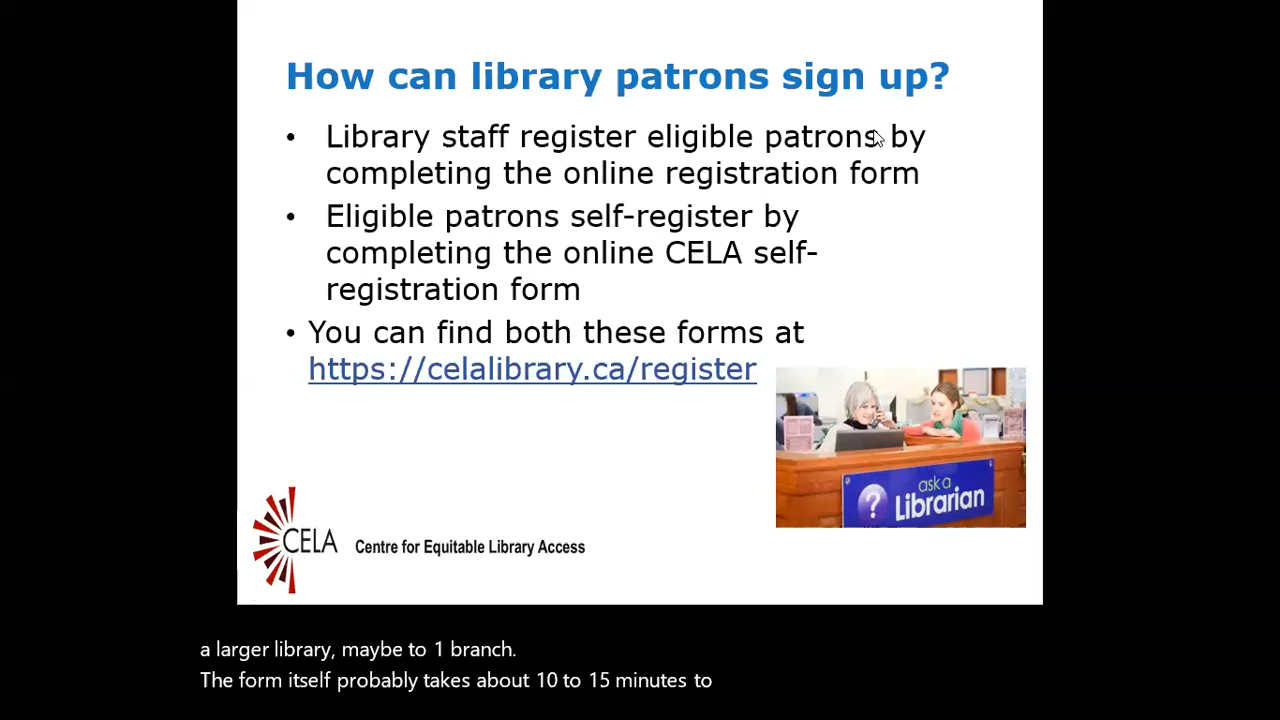 How can library patrons sign up?
• Library staff register eligible patrons by
completing the online registration form
• Eligible patrons self-register by
completing the online CELA self-
registration form
• You can find both these forms at
https://celalibrary.ca/register
ask a
? Librarian
CELA Centre for Equitable Library Access
a larger library, maybe to 1 branch.
The form itself probably takes about 10 to 15 minutes to